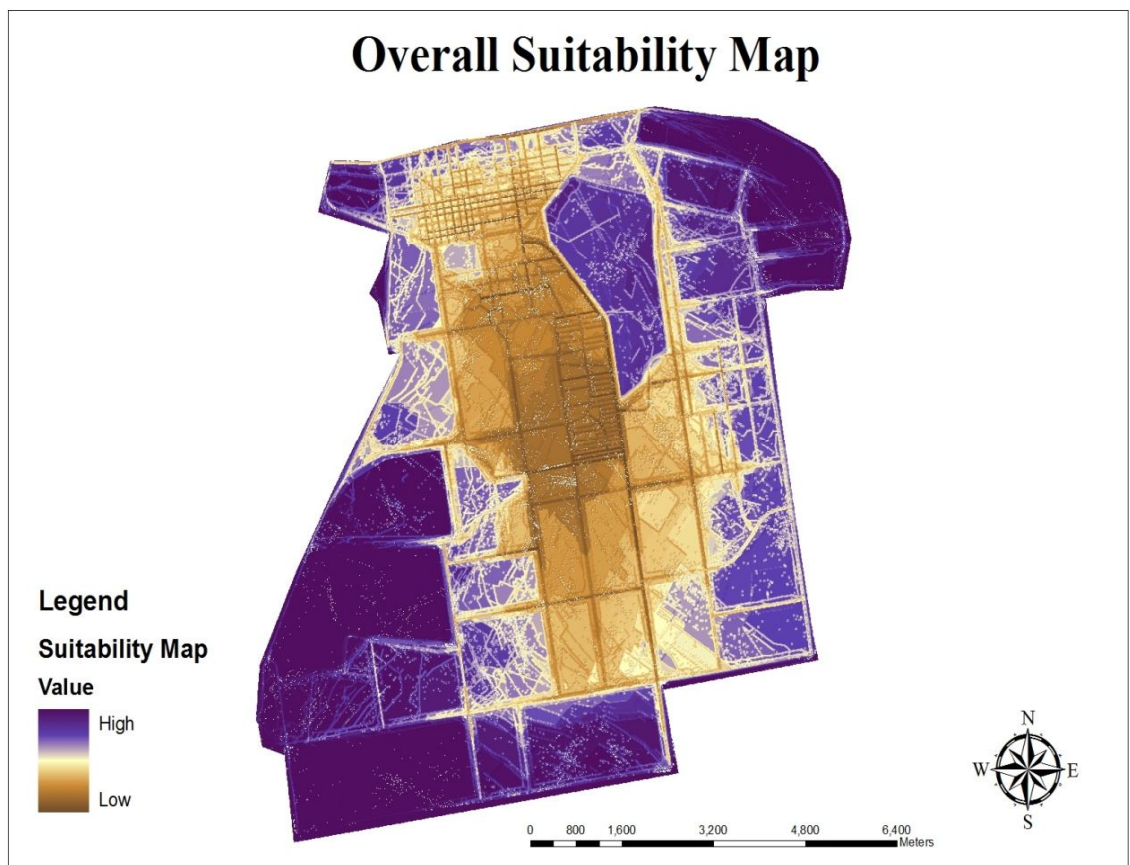 Overall Suitability Map
Legend
Suitability Map
Value
High
Low
N
W E
S
0 800 1,600 3,200 4,800 6,400
Meters